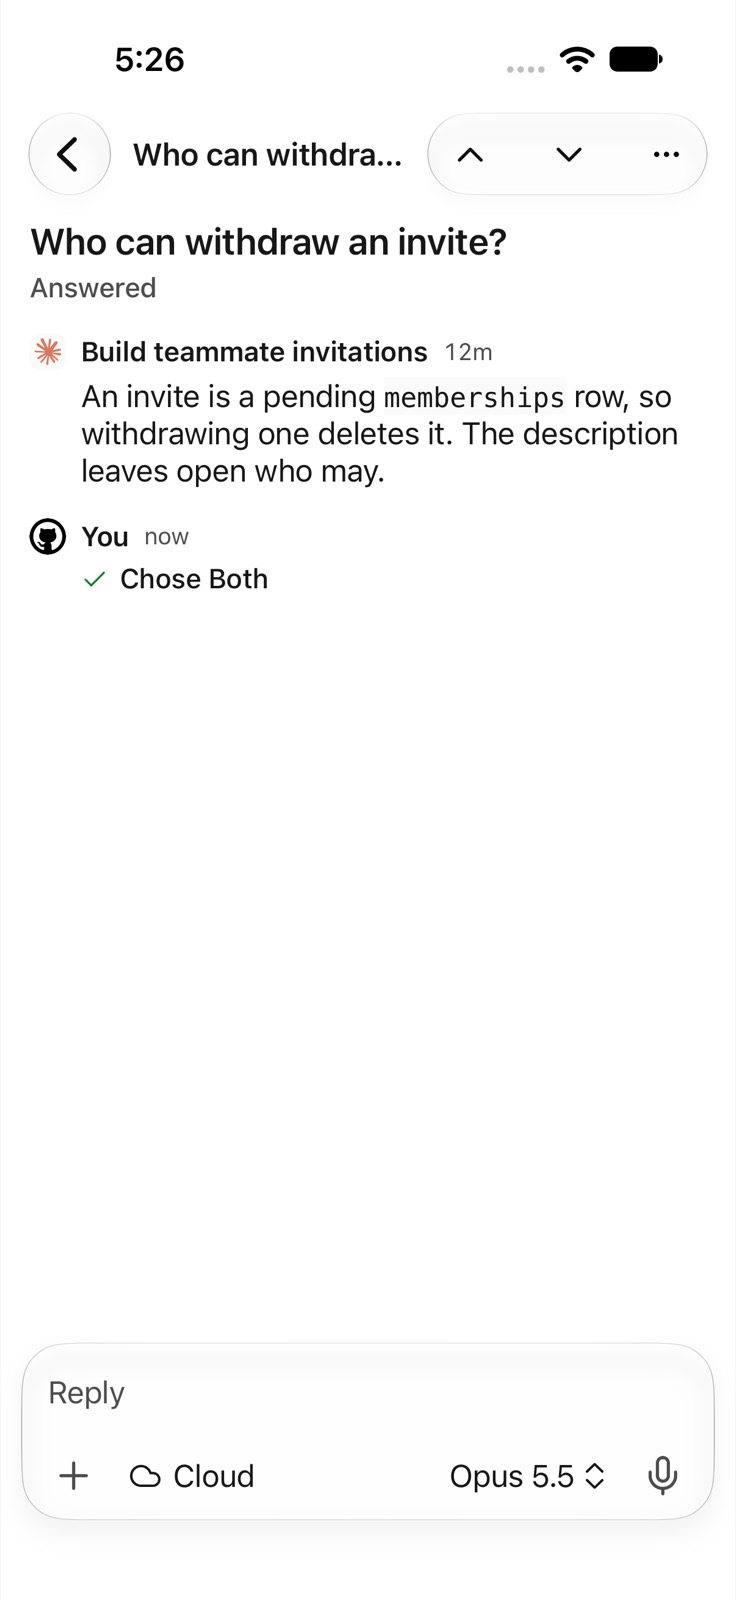 5:26
Who can withdra...
Who can withdraw an invite?
Answered
Build teammate invitations 12m
An invite is a pending memberships row, so
withdrawing one deletes it. The description
leaves open who may.
You now
Chose Both
Reply
Cloud
Opus 5.5